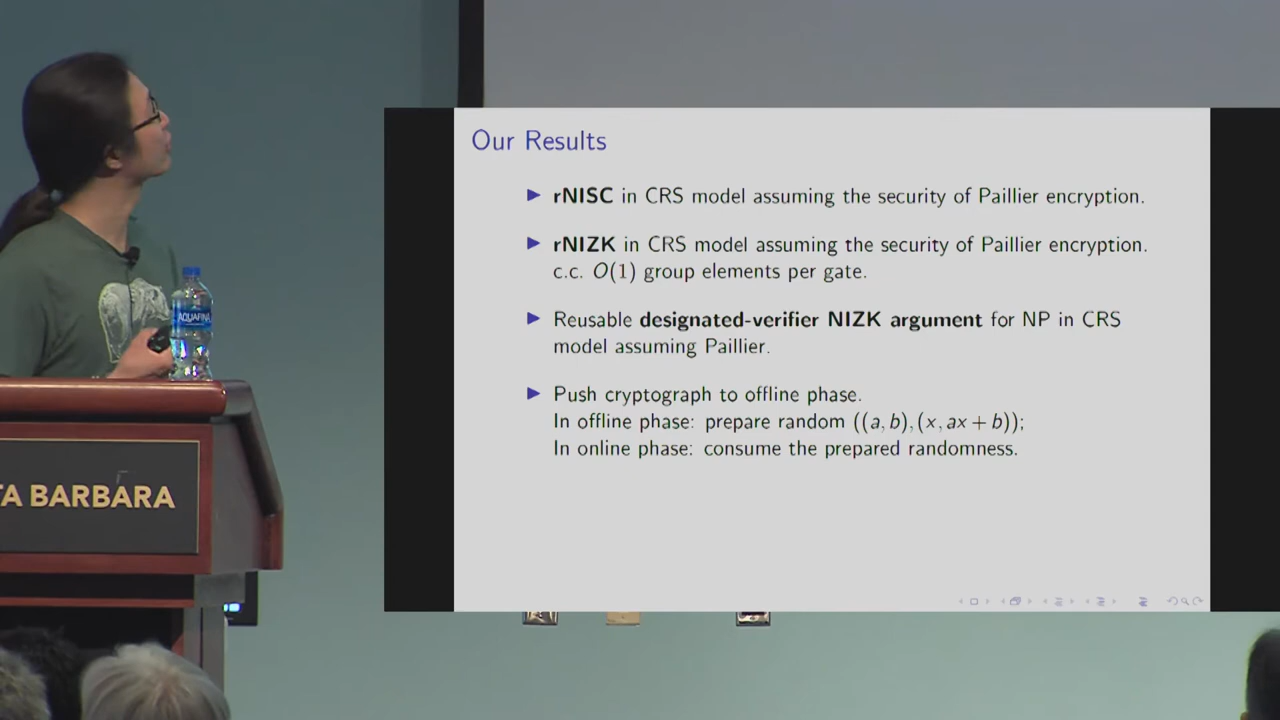 Our Results
▶ rNISC in CRS model assuming the security of Paillier encryption.
▶ rNIZK in CRS model assuming the security of Paillier encryption.
c.c. O(1) group elements per gate.
▶ Reusable designated-verifier NIZK argument for NP in CRS
model assuming Paillier.
▶ Push cryptograph to offline phase.
In offline phase: prepare random ((a, b), (x, ax + b));
In online phase: consume the prepared randomness.
AQUAFINA
TA BARBARA